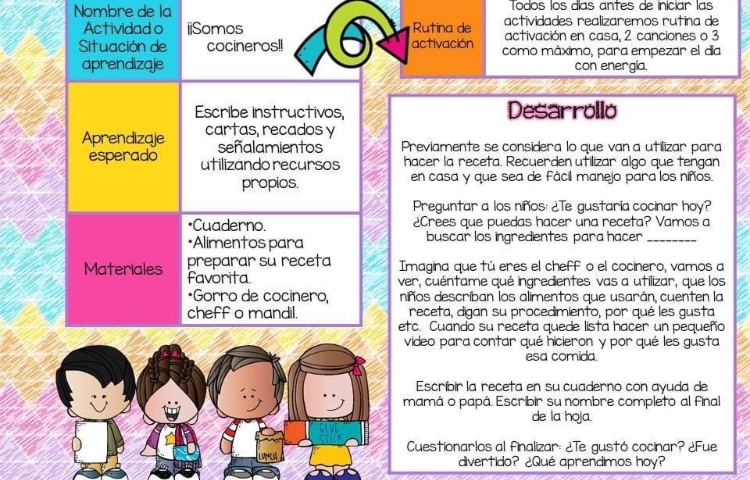 Nombre de la
Actividad o
Situación de
aprendizaje
¡¡Somos
cocineros!!
Rutina de
activación
Todos los días antes de iniciar las
actividades realizaremos rutina de
activación en casa, 2 canciones o 3
como máximo, para empezar el día
con energía.
Aprendizaje
esperado
Escribe instructivos,
cartas, recados y
señalamientos
utilizando recursos
propios.
Materiales
•Cuaderno.
•Alimentos para
preparar su receta
favorita.
•Gorro de cocinero,
cheff o mandil.
Desarrollo
Previamente se considera lo que van a utilizar para
hacer la receta. Recuerden utilizar algo que tengan
en casa y que sea de fácil manejo para los niños.
Preguntar a los niños: ¿Te gustaría cocinar hoy?
¿Crees que puedas hacer una receta? Vamos a
buscar los ingredientes para hacer ________
Imagina que tú eres el cheff o el cocinero, vamos a
ver, cuéntame qué ingredientes vas a utilizar, que los
niños describan los alimentos que usarán, cuenten la
receta, digan su procedimiento, por qué les gusta
etc. Cuando su receta quede lista hacer un pequeño
video para contar qué hicieron y por qué les gusta
esa comida.
Escribir la receta en su cuaderno con ayuda de
mamá o papá. Escribir su nombre completo al final
de la hoja.
Cuestionarlos al finalizar: ¿Te gustó cocinar? ¿Fue
divertido? ¿Qué aprendimos hoy?
GLUE
STICK
LUNCH